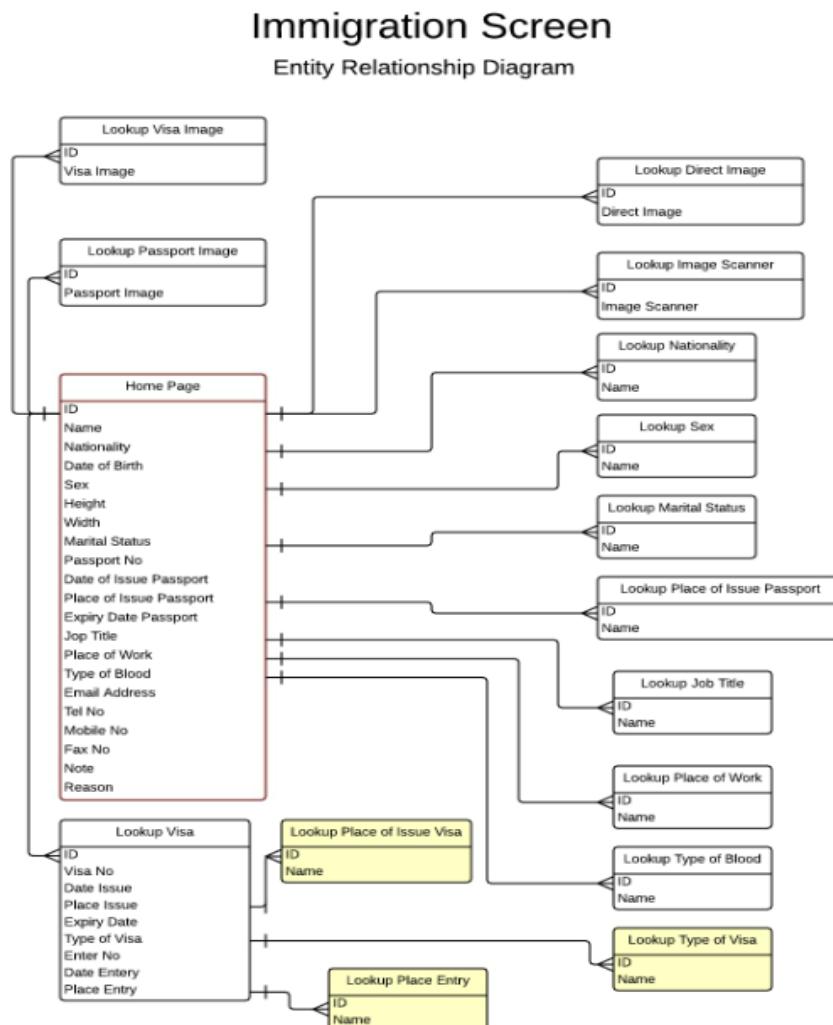 Immigration Screen
Entity Relationship Diagram
Lookup Visa Image
ID
Visa Image
Lookup Passport Image
ID
Passport Image
Home Page
ID
Name
Nationality
Date of Birth
Sex
Height
Width
Marital Status
Passport No
Date of Issue Passport
Place of Issue Passport
Expiry Date Passport
Jop Title
Place of Work
Type of Blood
Email Address
Tel No
Mobile No
Fax No
Note
Reason
Lookup Visa
ID
Visa No
Date Issue
Place Issue
Expiry Date
Type of Visa
Enter No
Date Entery
Place Entry
Lookup Place of Issue Visa
ID
Name
Lookup Place Entry
ID
Name
Lookup Direct Image
ID
Direct Image
Lookup Image Scanner
ID
Image Scanner
Lookup Nationality
ID
Name
Lookup Sex
ID
Name
Lookup Marital Status
ID
Name
Lookup Place of Issue Passport
ID
Name
Lookup Job Title
ID
Name
Lookup Place of Work
ID
Name
Lookup Type of Blood
ID
Name
Lookup Type of Visa
ID
Name